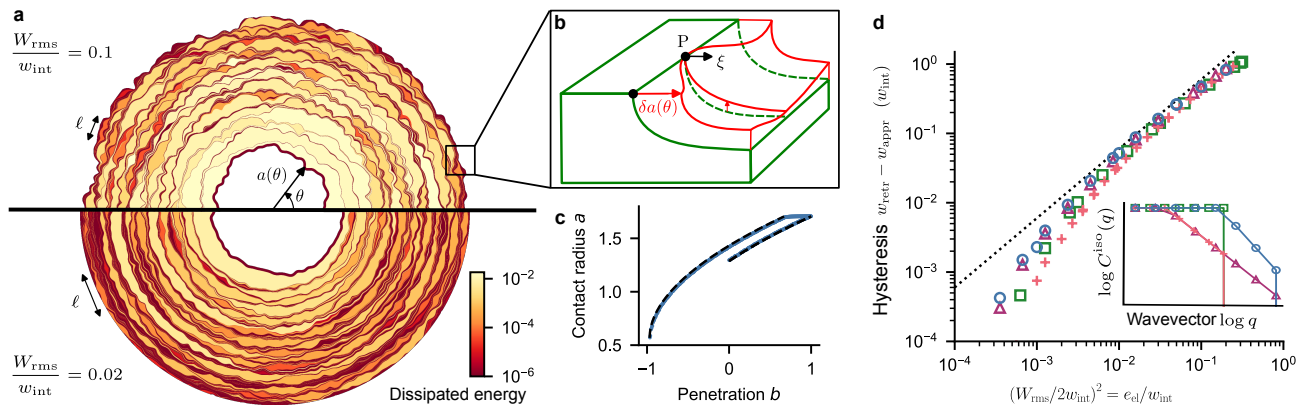 a
W_rms / w_int = 0.1
ℓ
a(θ)
θ
ℓ
W_rms / w_int = 0.02
10^−2
10^−4
10^−6
Dissipated energy
b
P
ξ
δa(θ)
c
Contact radius a
1.5
1.0
0.5
−1
0
1
Penetration b
d
Hysteresis w_retr − w_appr (w_int)
10^0
10^−1
10^−2
10^−3
10^−4
10^−4
10^−3
10^−2
10^−1
10^0
(W_rms/2w_int)^2 = e_el/w_int
log C^iso(q)
Wavevector log q